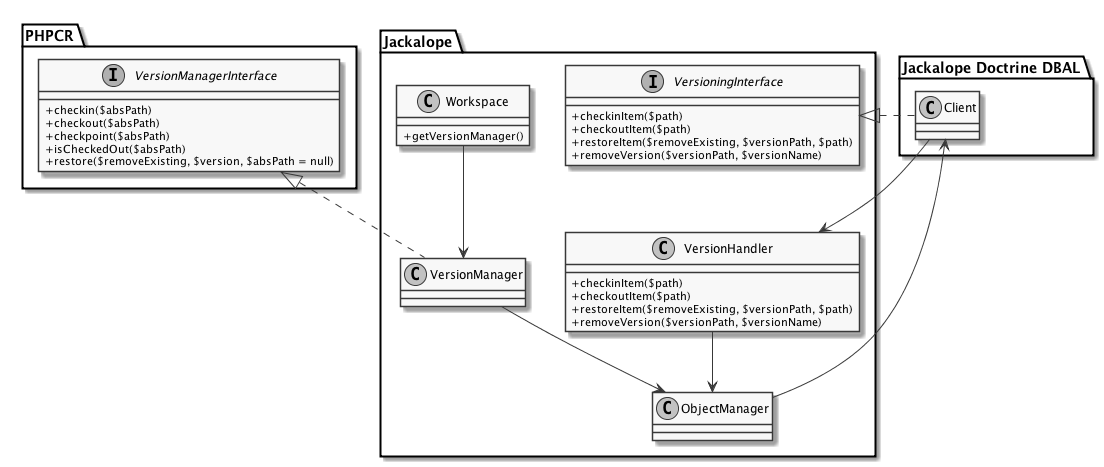 PHPCR
I VersionManagerInterface
+checkin($absPath)
+checkout($absPath)
+checkpoint($absPath)
+isCheckedOut($absPath)
+restore($removeExisting, $version, $absPath = null)
Jackalope
C Workspace
+getVersionManager()
I VersioningInterface
+checkinItem($path)
+checkoutItem($path)
+restoreItem($removeExisting, $versionPath, $path)
+removeVersion($versionPath, $versionName)
C VersionManager
C VersionHandler
+checkinItem($path)
+checkoutItem($path)
+restoreItem($removeExisting, $versionPath, $path)
+removeVersion($versionPath, $versionName)
C ObjectManager
Jackalope Doctrine DBAL
C Client